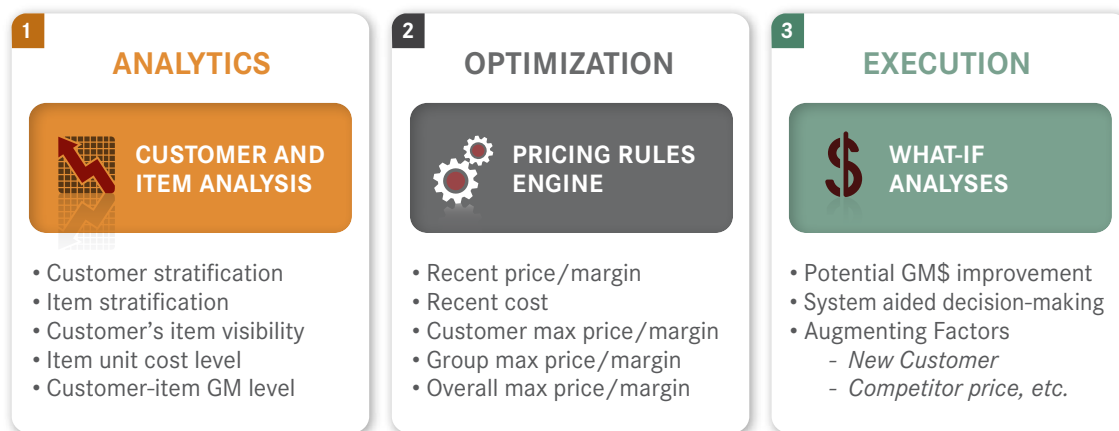 1
ANALYTICS
CUSTOMER AND
ITEM ANALYSIS
• Customer stratification
• Item stratification
• Customer’s item visibility
• Item unit cost level
• Customer-item GM level
2
OPTIMIZATION
PRICING RULES
ENGINE
• Recent price/margin
• Recent cost
• Customer max price/margin
• Group max price/margin
• Overall max price/margin
3
EXECUTION
$
WHAT-IF
ANALYSES
• Potential GM$ improvement
• System aided decision-making
• Augmenting Factors
- New Customer
- Competitor price, etc.